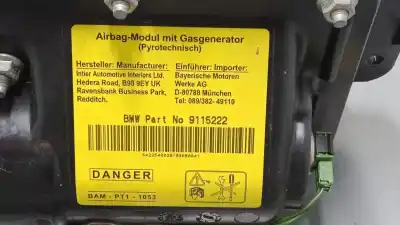 Airbag-Modul mit Gasgenerator
(Pyrotechnisch)
Hersteller: Manufacturer:
Intier Automotive Interiors Ltd.
Hedera Road, B98 9EY UK
Ravensbank Business Park,
Redditch.
Einführer: Importer:
Bayerische Motoren
Werke AG
D-80788 München
Tel: 089/382-49110
BMW Part No 9115222
DANGER
BAM - PT1 - 1053